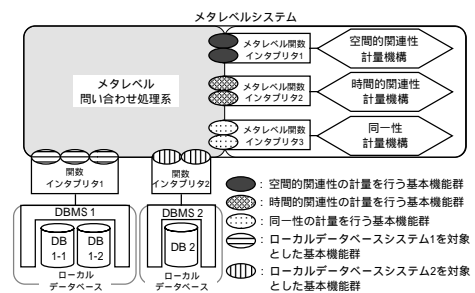 メタレベルシステム
メタレベル
問い合わせ処理系
メタレベル関数
インタプリタ1
空間的関連性
計量機構
メタレベル関数
インタプリタ2
時間的関連性
計量機構
メタレベル関数
インタプリタ3
同一性
計量機構
関数
インタプリタ1
関数
インタプリタ2
DBMS 1
DBMS 2
DB
1-1
DB
1-2
DB 2
ローカル
データベース
ローカル
データベース
: 空間的関連性の計量を行う基本機能群
: 時間的関連性の計量を行う基本機能群
: 同一性の計量を行う基本機能群
: ローカルデータベースシステム1を対象
とした基本機能群
: ローカルデータベースシステム2を対象
とした基本機能群